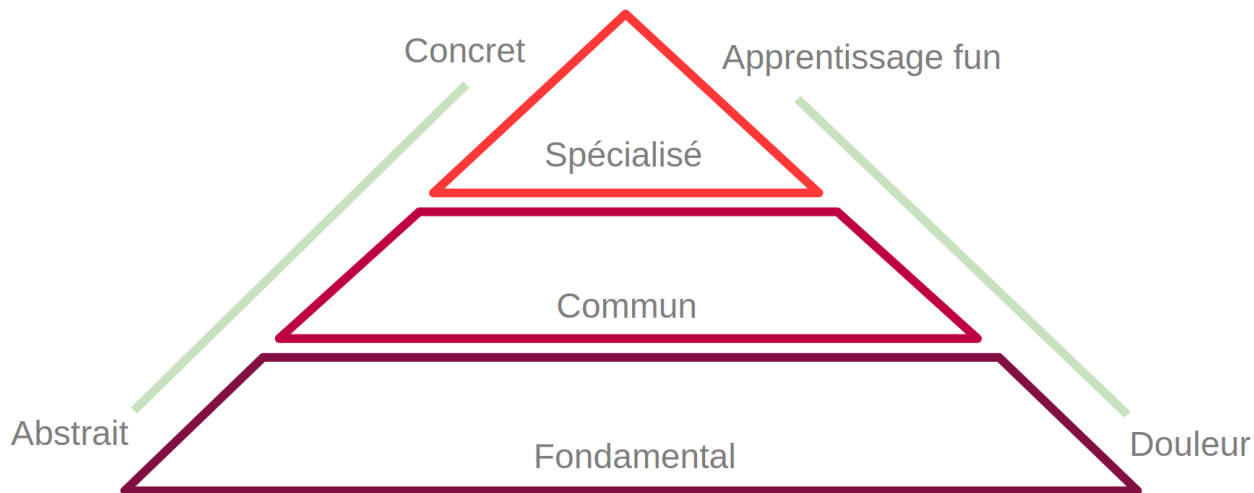 Concret
Apprentissage fun
Spécialisé
Commun
Abstrait
Douleur
Fondamental